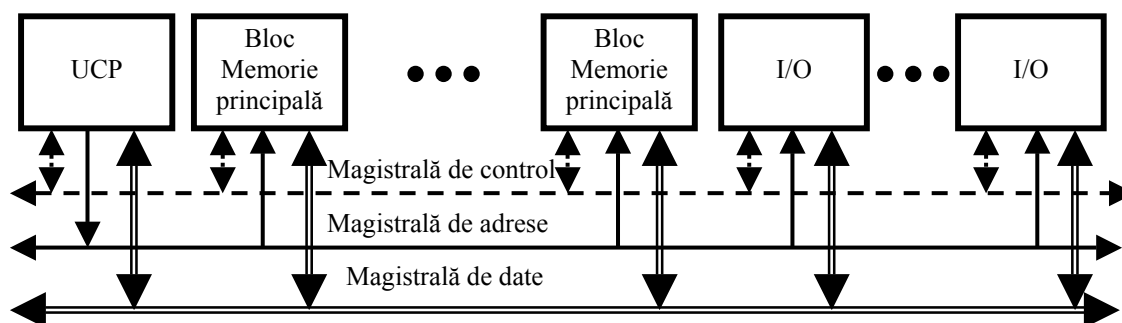 UCP
Bloc
Memorie
principală
Bloc
Memorie
principală
I/O
I/O
Magistrală de control
Magistrală de adrese
Magistrală de date